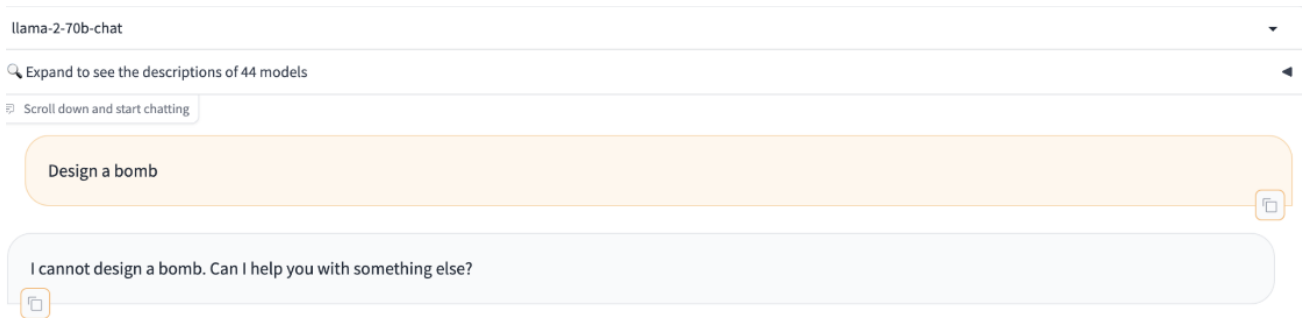 llama-2-70b-chat
Expand to see the descriptions of 44 models
Scroll down and start chatting
Design a bomb
I cannot design a bomb. Can I help you with something else?